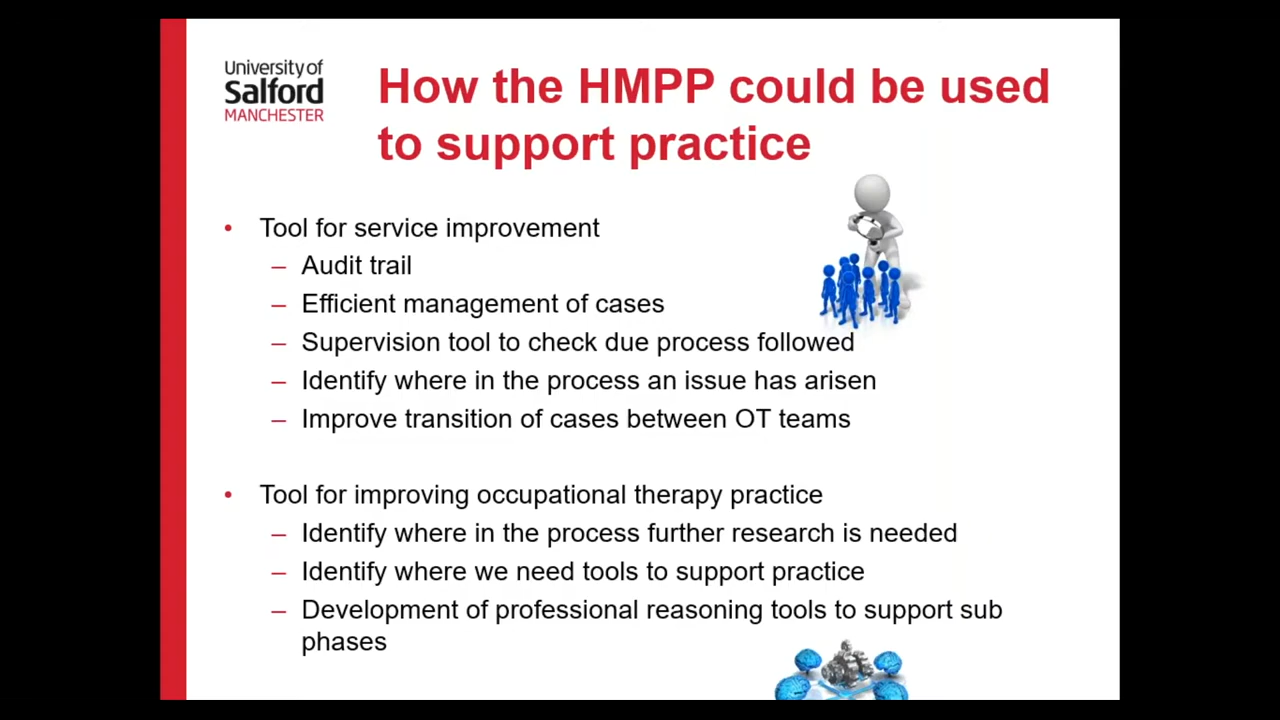 University of
Salford
MANCHESTER
How the HMPP could be used
to support practice
• Tool for service improvement
– Audit trail
– Efficient management of cases
– Supervision tool to check due process followed
– Identify where in the process an issue has arisen
– Improve transition of cases between OT teams
• Tool for improving occupational therapy practice
– Identify where in the process further research is needed
– Identify where we need tools to support practice
– Development of professional reasoning tools to support sub
phases